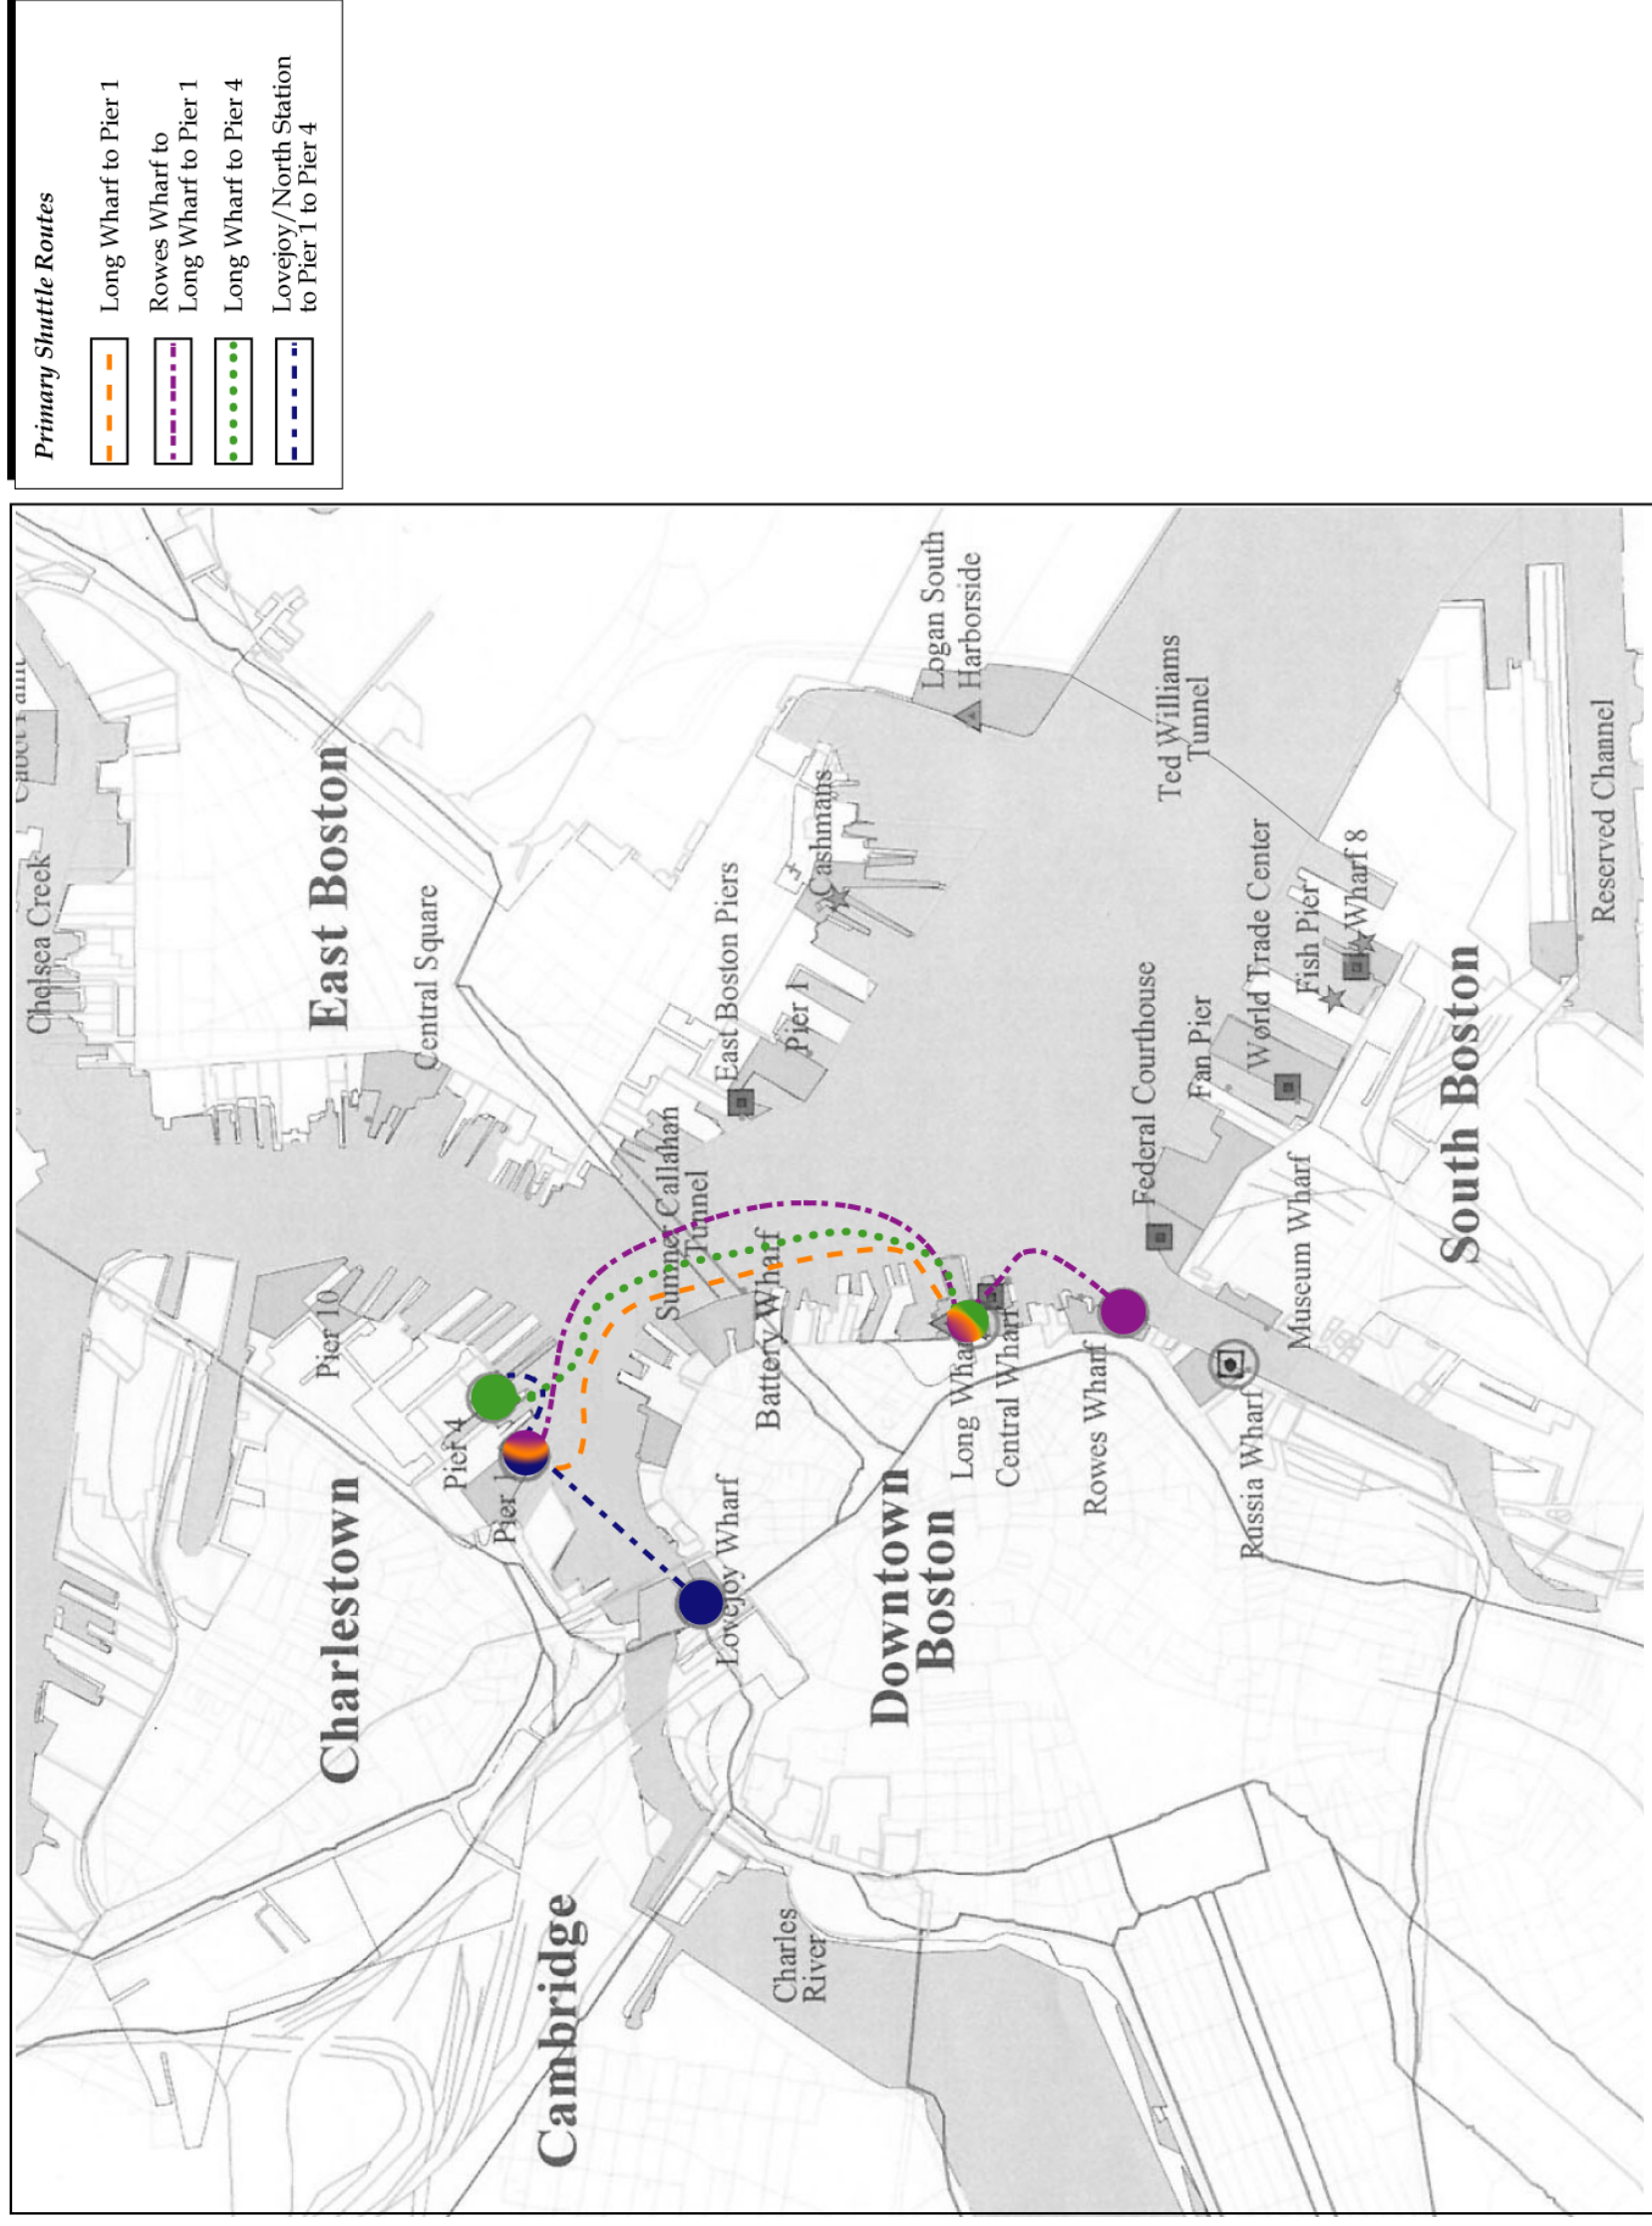 Primary Shuttle Routes
Long Wharf to Pier 1
Rowes Wharf to
Long Wharf to Pier 1
Long Wharf to Pier 4
Lovejoy/North Station
to Pier 1 to Pier 4
Chelsea Creek
East Boston
Central Square
Logan South
Harborside
Cashmans
East Boston Piers
Pier 1
Sumner Callahan
Tunnel
Ted Williams
Tunnel
Pier 10
Charlestown
Pier 4
Pier 1
Battery Wharf
Lovejoy Wharf
Long Wharf
Central Wharf
Rowes Wharf
Downtown
Boston
Federal Courthouse
Fan Pier
World Trade Center
Fish Pier
Wharf 8
Reserved Channel
South Boston
Museum Wharf
Russia Wharf
Cambridge
Charles
River